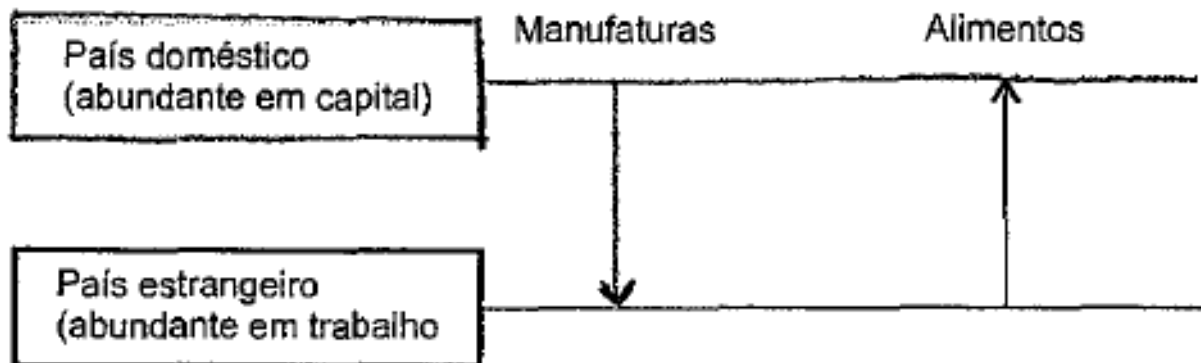 País doméstico
(abundante em capital)
Manufaturas
Alimentos
País estrangeiro
(abundante em trabalho